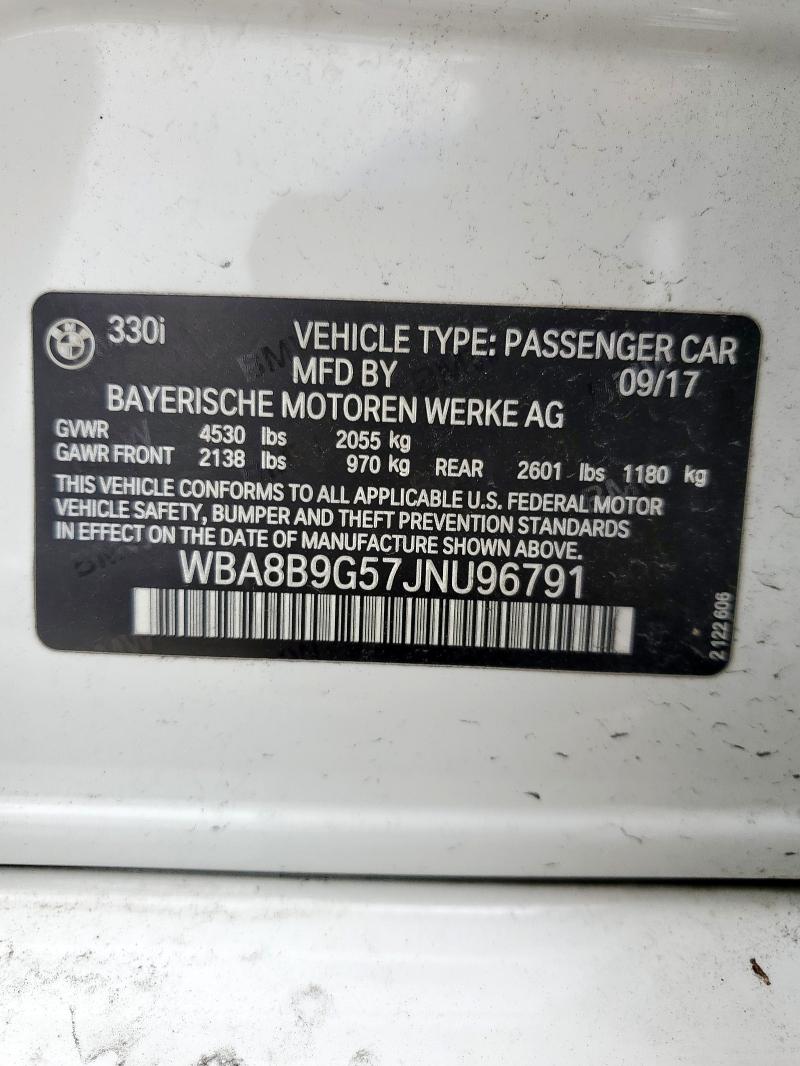 330i VEHICLE TYPE: PASSENGER CAR
MFD BY 09/17
BAYERISCHE MOTOREN WERKE AG
GVWR 4530 lbs 2055 kg
GAWR FRONT 2138 lbs 970 kg REAR 2601 lbs 1180 kg
THIS VEHICLE CONFORMS TO ALL APPLICABLE U.S. FEDERAL MOTOR
VEHICLE SAFETY, BUMPER AND THEFT PREVENTION STANDARDS
IN EFFECT ON THE DATE OF MANUFACTURE SHOWN ABOVE.
WBA8B9G57JNU96791
2 122 606